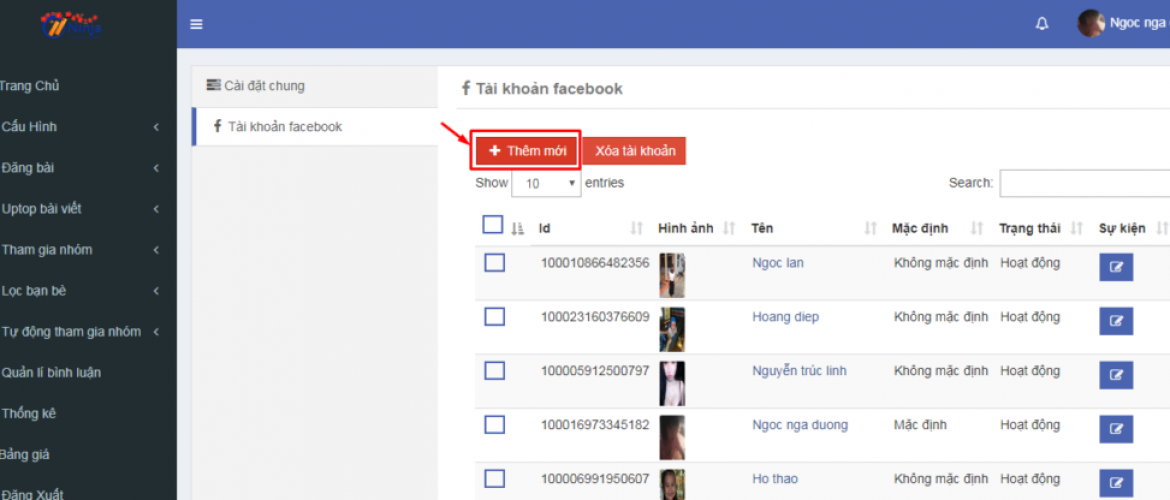 Ninja
Ngoc nga
Trang Chủ
Cấu Hình
Đăng bài
Uptop bài viết
Tham gia nhóm
Lọc bạn bè
Tự động tham gia nhóm
Quản lí bình luận
Thống kê
Bảng giá
Đăng Xuất
Cài đặt chung
Tài khoản facebook
Tài khoản facebook
Thêm mới Xóa tài khoản
Show 10 entries Search:
Id Hình ảnh Tên Mặc định Trạng thái Sự kiện
100010866482356 Ngoc lan Không mặc định Hoạt động
100023160376609 Hoang diep Không mặc định Hoạt động
100005912500797 Nguyễn trúc linh Không mặc định Hoạt động
100016973345182 Ngoc nga duong Mặc định Hoạt động
100006991950607 Ho thao Không mặc định Hoạt động